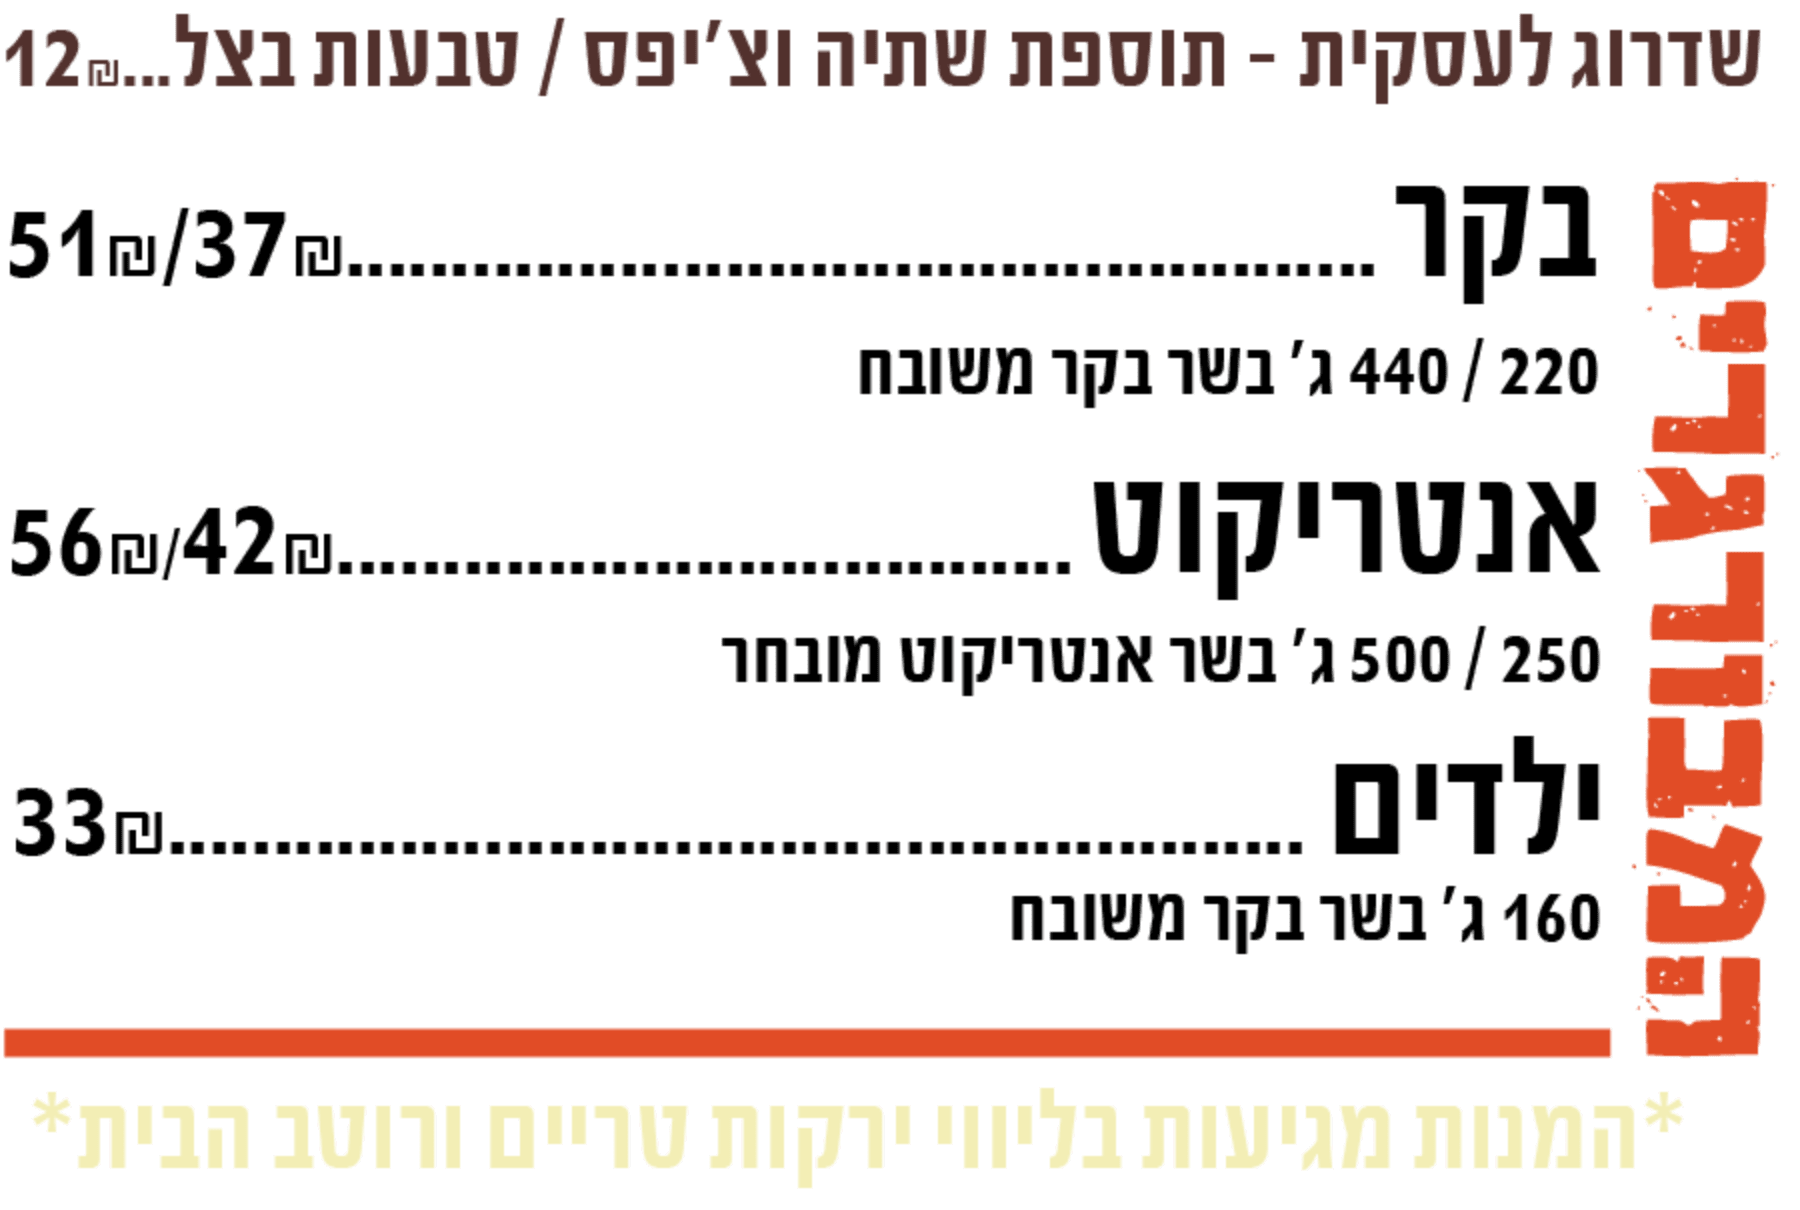 שדרוג לעסקית - תוספת שתיה וצ'יפס / טבעות בצל...₪12
המבורגרים
בקר .................................................₪37/₪51
220 / 440 ג' בשר בקר משובח
אנטריקוט ...................................₪42/₪56
250 / 500 ג' בשר אנטריקוט מובחר
ילדים ......................................................₪33
160 ג' בשר בקר משובח
*המנות מגיעות בליווי ירקות טריים ורוטב הבית*